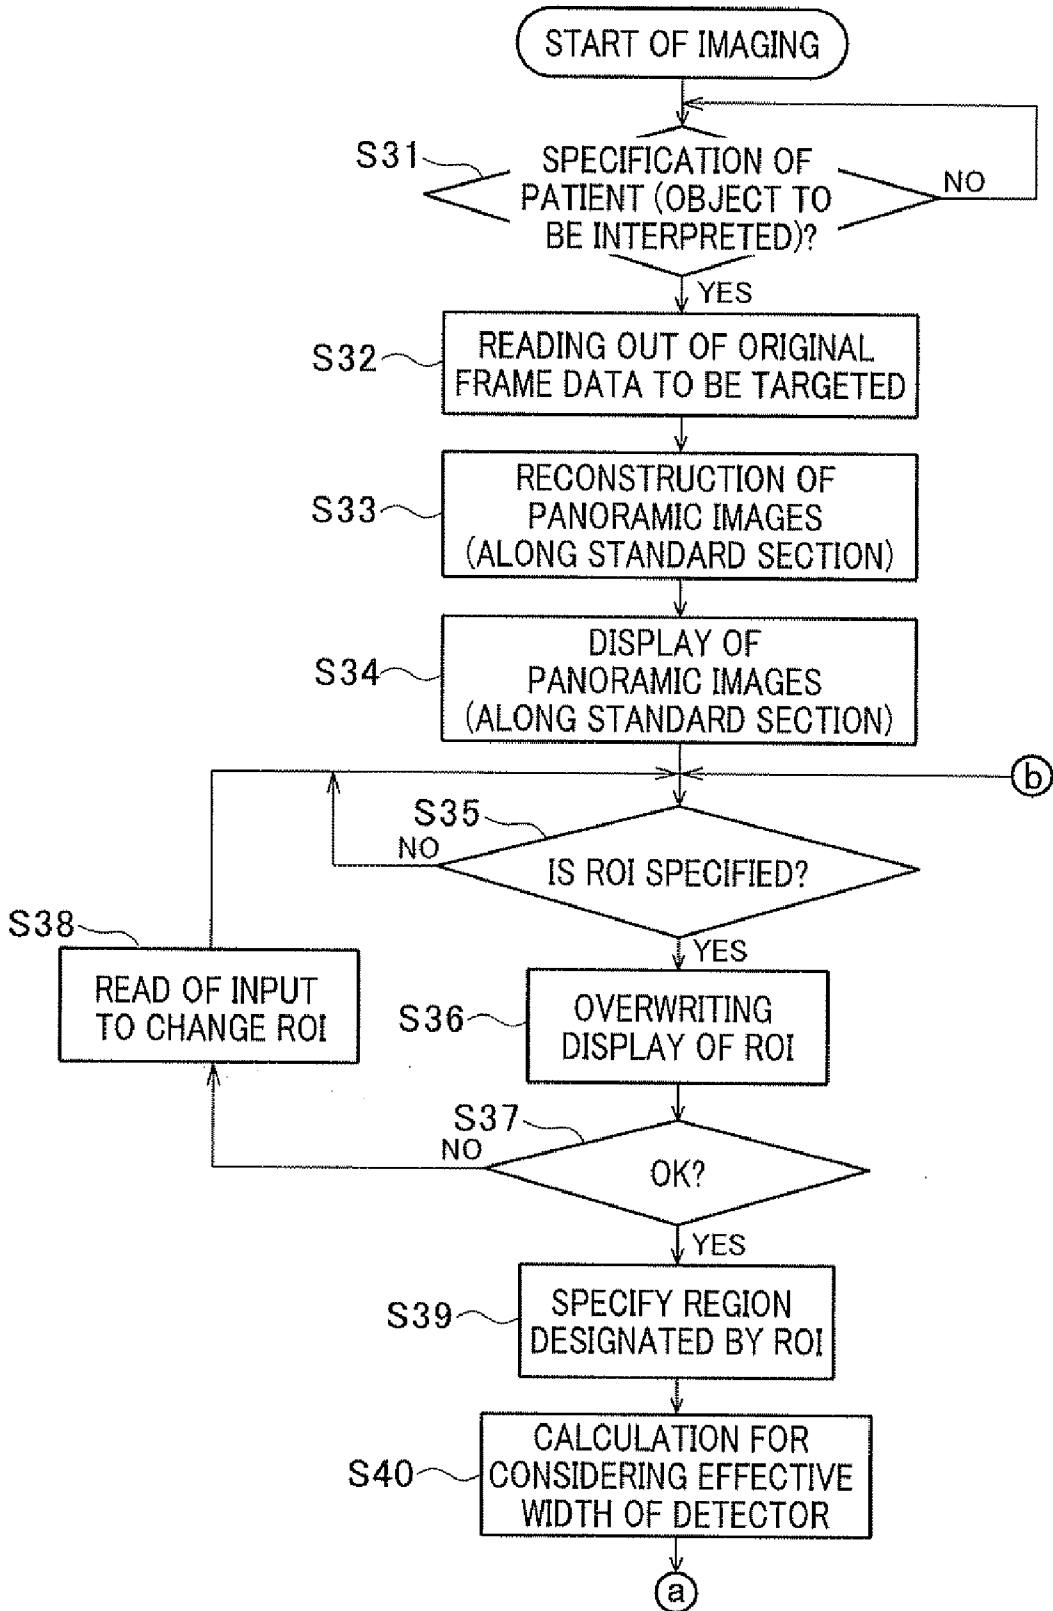 START OF IMAGING
S31
SPECIFICATION OF
PATIENT (OBJECT TO
BE INTERPRETED)?
NO
YES
S32
READING OUT OF ORIGINAL
FRAME DATA TO BE TARGETED
S33
RECONSTRUCTION OF
PANORAMIC IMAGES
(ALONG STANDARD SECTION)
S34
DISPLAY OF
PANORAMIC IMAGES
(ALONG STANDARD SECTION)
b
S35
NO
IS ROI SPECIFIED?
YES
S38
READ OF INPUT
TO CHANGE ROI
S36
OVERWRITING
DISPLAY OF ROI
S37
NO
OK?
YES
S39
SPECIFY REGION
DESIGNATED BY ROI
S40
CALCULATION FOR
CONSIDERING EFFECTIVE
WIDTH OF DETECTOR
a